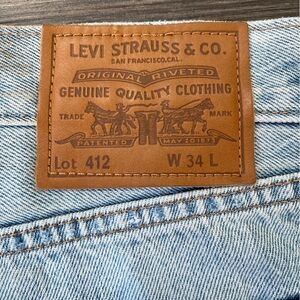 LEVI STRAUSS & CO.
SAN FRANCISCO, CAL.
ORIGINAL RIVETED
GENUINE QUALITY CLOTHING
TRADE MARK
PATENTED MAY 20 1873
Lot 412 W 34 L